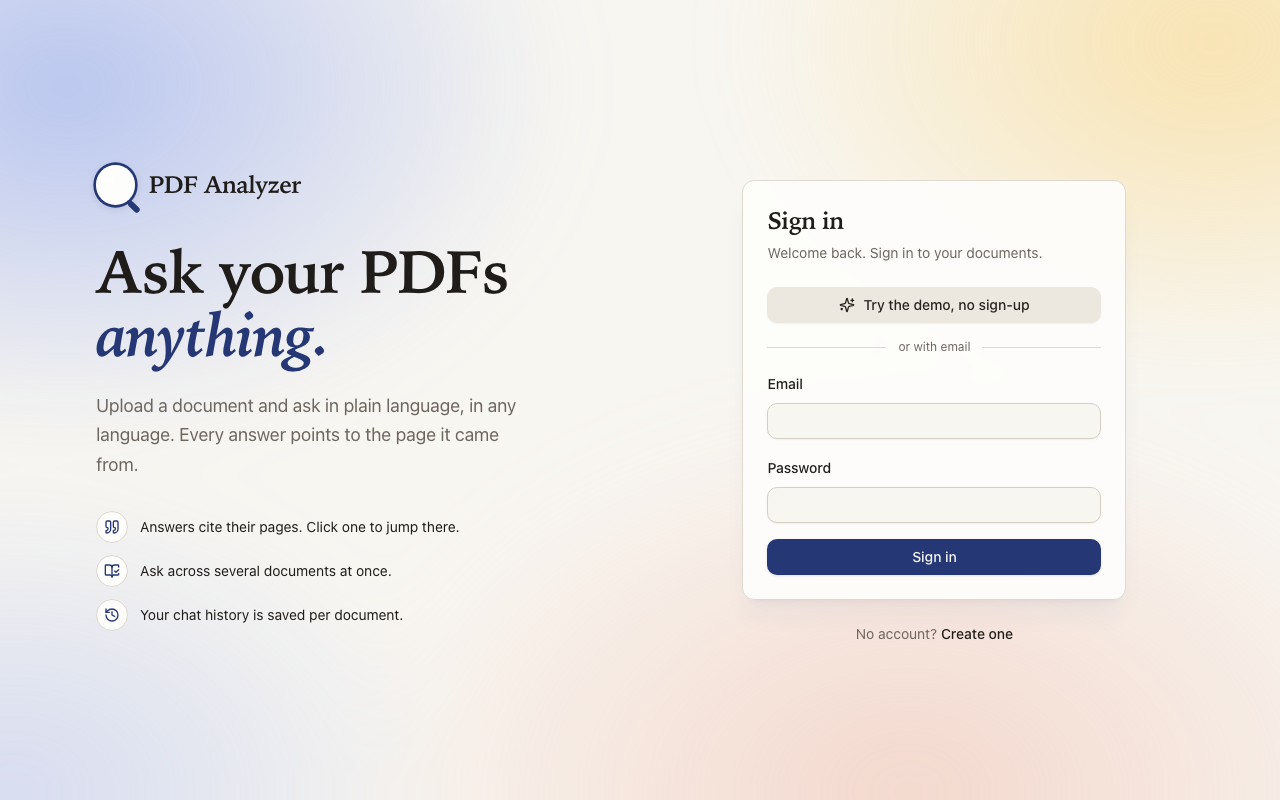 PDF Analyzer
Ask your PDFs
anything.
Upload a document and ask in plain language, in any
language. Every answer points to the page it came
from.
Answers cite their pages. Click one to jump there.
Ask across several documents at once.
Your chat history is saved per document.
Sign in
Welcome back. Sign in to your documents.
Try the demo, no sign-up
or with email
Email
Password
Sign in
No account? Create one